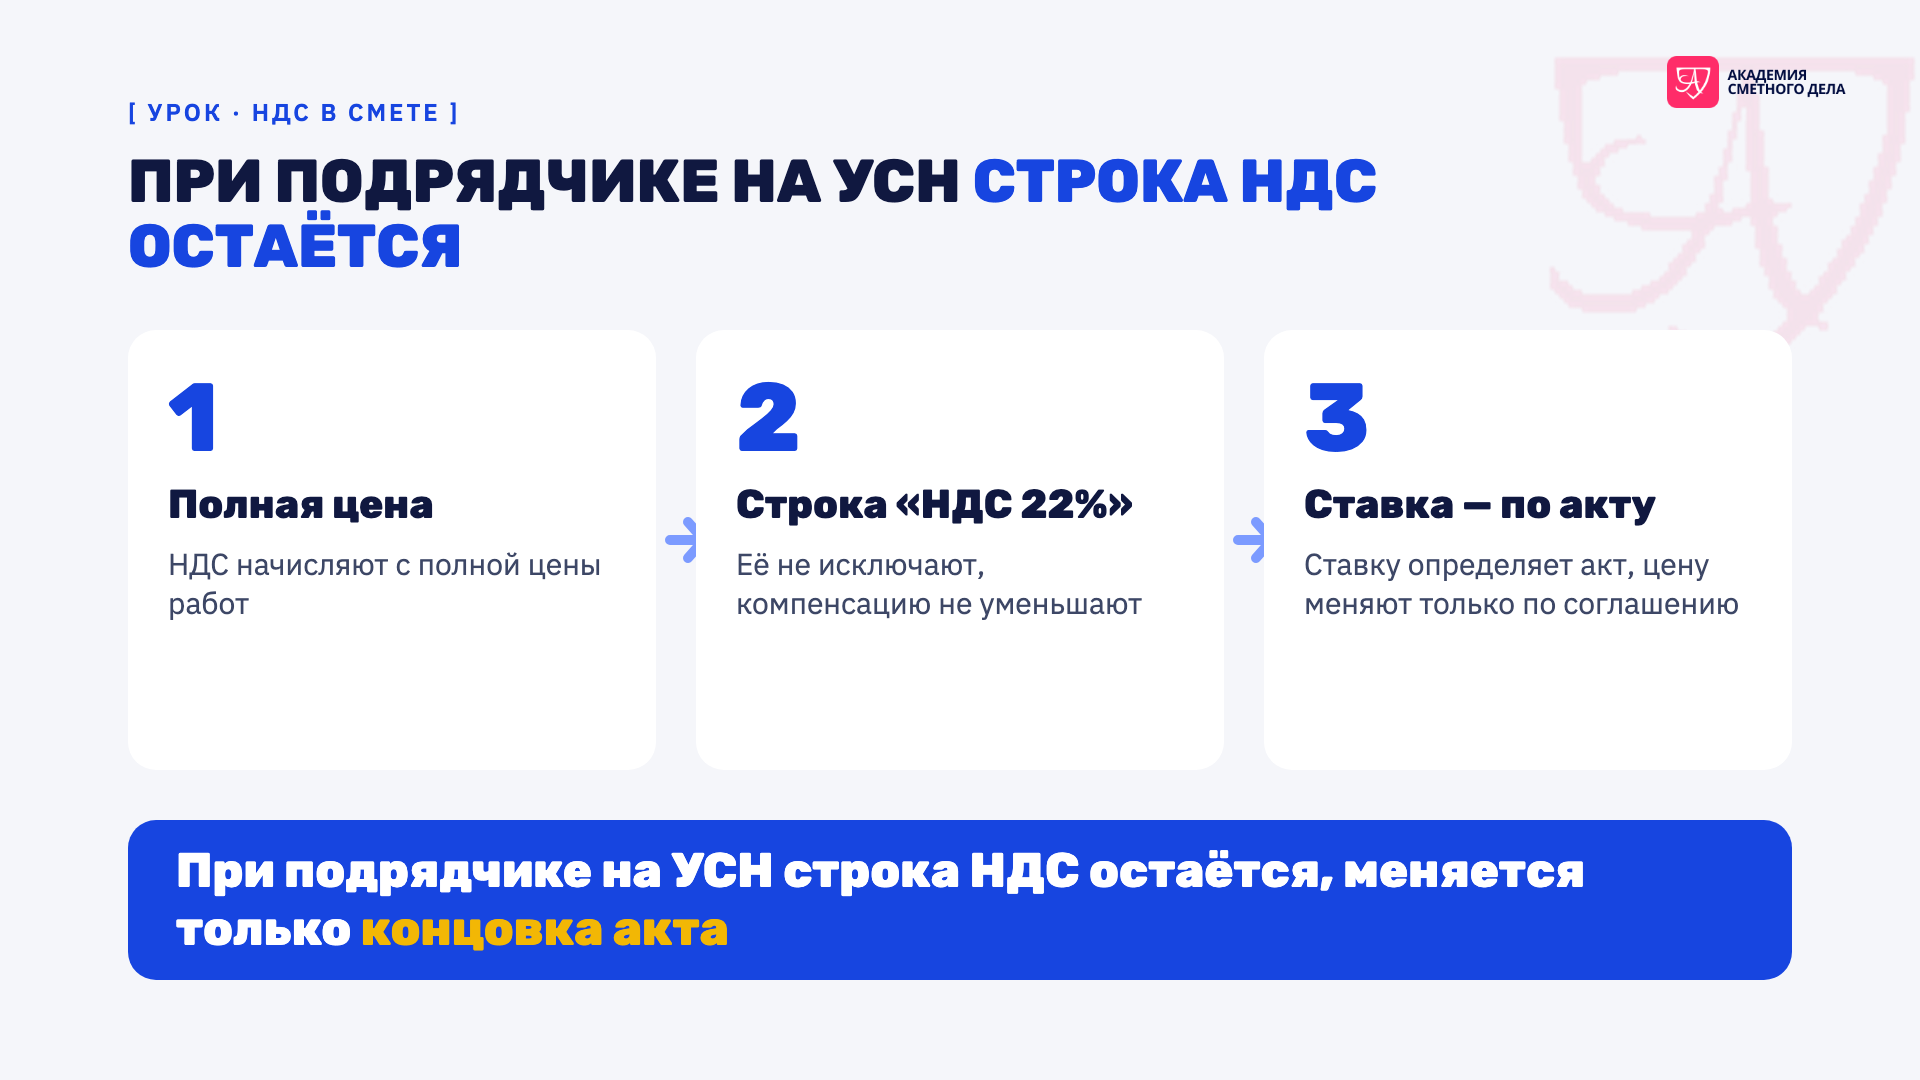 АКАДЕМИЯ
СМЕТНОГО ДЕЛА
[ УРОК · НДС В СМЕТЕ ]
ПРИ ПОДРЯДЧИКЕ НА УСН СТРОКА НДС
ОСТАЁТСЯ
1
Полная цена
НДС начисляют с полной цены
работ
2
Строка «НДС 22%»
Её не исключают,
компенсацию не уменьшают
3
Ставка — по акту
Ставку определяет акт, цену
меняют только по соглашению
При подрядчике на УСН строка НДС остаётся, меняется
только концовка акта